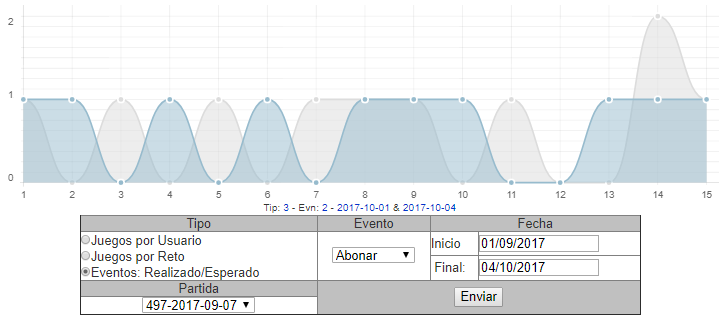 2
1
0
1 2 3 4 5 6 7 8 9 10 11 12 13 14 15
Tip: 3 - Evn: 2 - 2017-10-01 & 2017-10-04
Tipo Evento Fecha
Juegos por Usuario
Juegos por Reto
Eventos: Realizado/Esperado
Abonar
Inicio 01/09/2017
Final: 04/10/2017
Partida
497-2017-09-07
Enviar